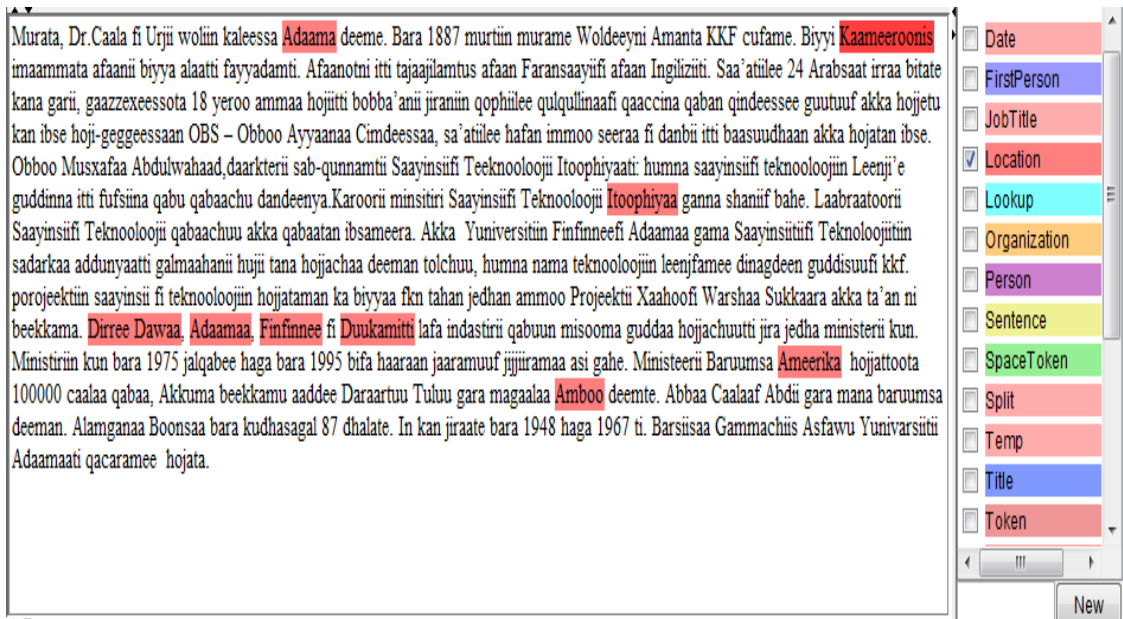 Murata, Dr.Caala fi Urjii woliin kaleessa Adaama deeme. Bara 1887 murtiin murame Woldeeyni Amanta KKF cufame. Biyyi Kaameeroonis
imaammata afaanii biyya alaatti fayyadamti. Afaanotni itti tajaajilamtus afaan Faransaayiifi afaan Ingiliziiti. Saa’atiilee 24 Arabsaat irraa bitate
kana garii, gaazzexeessota 18 yeroo ammaa hojiitti bobba’anii jiraniin qophiilee qulqullinaafi qaaccina qaban qindeessee guutuuf akka hojjetu
kan ibse hoji-geggeessaan OBS – Obboo Ayyaanaa Cimdeessaa, sa’atiilee hafan immoo seeraa fi danbii itti baasuudhaan akka hojatan ibse.
Obboo Musxafaa Abdulwahaad,daarkterii sab-qunnamtii Saayinsiifi Teeknooloojii Itoophiyaati: humna saayinsiifi teknooloojiin Leenji’e
guddinna itti fufsiina qabu qabaachu dandeenya.Karoorii minsitiri Saayinsiifi Teknooloojii Itoophiyaa ganna shaniif bahe. Laabraatoorii
Saayinsiifi Teknooloojii qabaachuu akka qabaatan ibsameera. Akka Yuniversitiin Finfinneefi Adaamaa gama Saayinsiitiifi Teknoloojiitiin
sadarkaa addunyaatti galmaahanii hujii tana hojjachaa deeman tolchuu, humna nama teknooloojiin leenjfamee dinagdeen guddisuufi kkf.
porojeektiin saayinsii fi teknooloojiin hojjataman ka biyyaa fkn tahan jedhan ammoo Projeektii Xaahoofi Warshaa Sukkaara akka ta’an ni
beekkama. Dirree Dawaa, Adaamaa, Finfinnee fi Duukamitti lafa indastirii qabuun misooma guddaa hojjachuutti jira jedha ministerii kun.
Ministiriin kun bara 1975 jalqabee haga bara 1995 bifa haaraan jaaramuuf jijjiiramaa asi gahe. Ministeerii Baruumsa Ameerika hojjattoota
100000 caalaa qabaa, Akkuma beekkamu aaddee Daraartuu Tuluu gara magaalaa Amboo deemte. Abbaa Caalaaf Abdii gara mana baruumsa
deeman. Alamganaa Boonsaa bara kudhasagal 87 dhalate. In kan jiraate bara 1948 haga 1967 ti. Barsiisaa Gammachiis Asfawu Yunivarsiitii
Adaamaati qacaramee hojata.
Date
FirstPerson
JobTitle
Location
Lookup
Organization
Person
Sentence
SpaceToken
Split
Temp
Title
Token
New